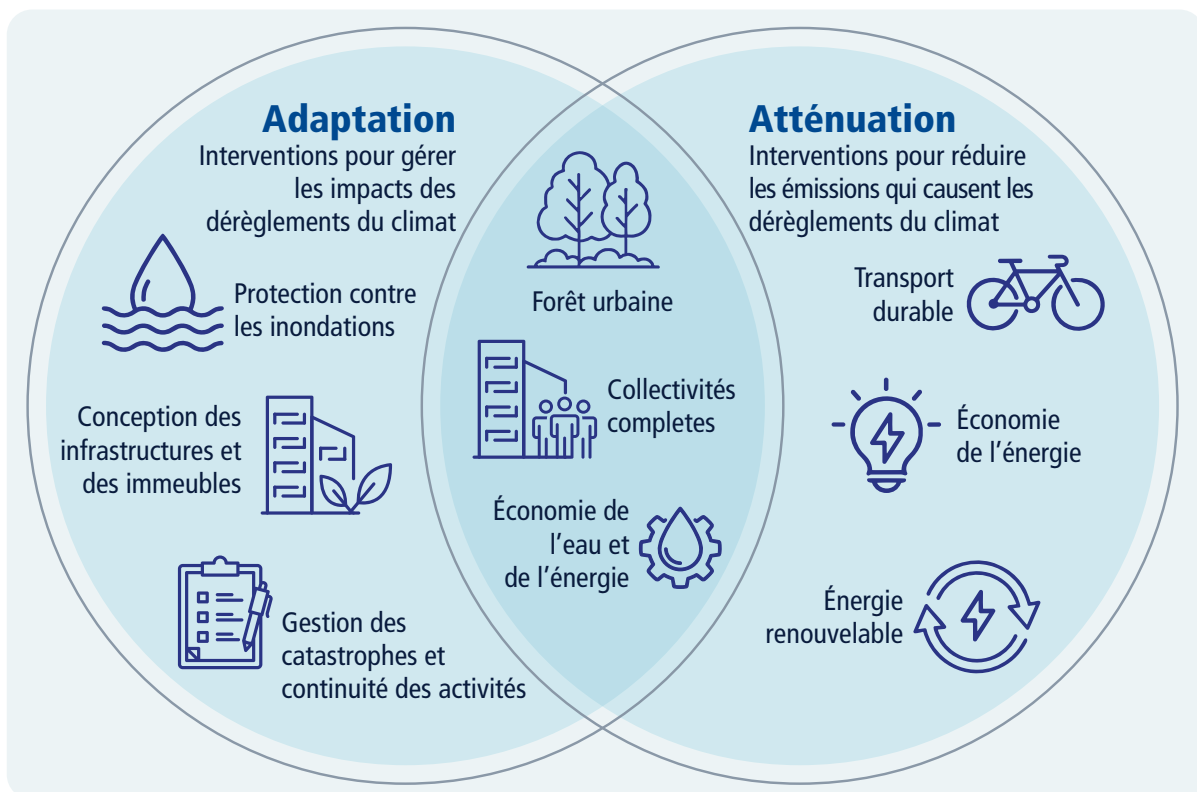 Adaptation
Interventions pour gérer
les impacts des
dérèglements du climat
Protection contre
les inondations
Conception des
infrastructures et
des immeubles
Gestion des
catastrophes et
continuité des activités
Forêt urbaine
Collectivités
completes
Économie de
l'eau et
de l'énergie
Atténuation
Interventions pour réduire
les émissions qui causent les
dérèglements du climat
Transport
durable
Économie
de l'énergie
Énergie
renouvelable